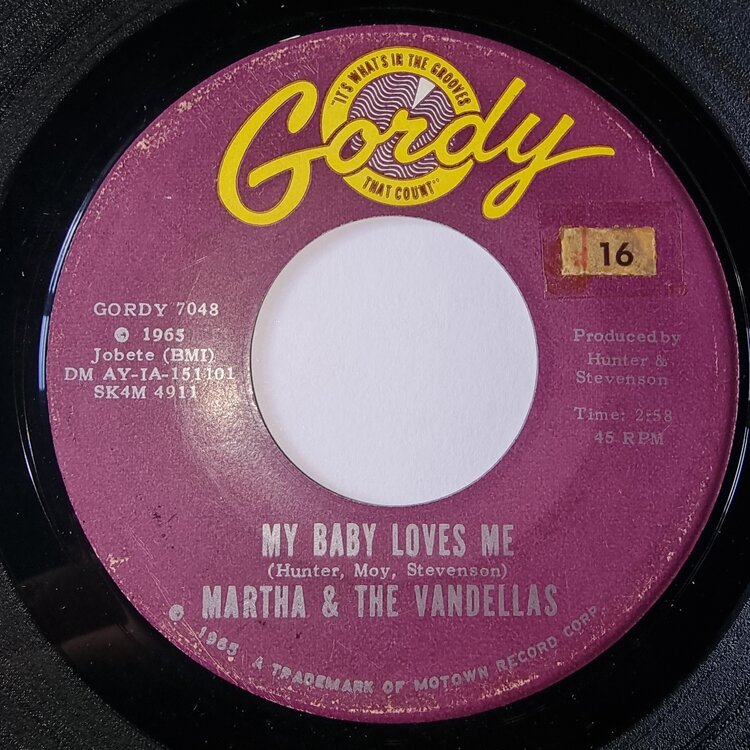 "IT'S WHAT'S IN THE GROOVES
Gordy
THAT COUNT"
16
GORDY 7048
℗ 1965
Jobete (BMI)
DM AY-IA-151101
SK4M 4911
Produced by
Hunter &
Stevenson
Time: 2:58
45 RPM
MY BABY LOVES ME
(Hunter, Moy, Stevenson)
MARTHA & THE VANDELLAS
℗ 1965 A TRADEMARK OF MOTOWN RECORD CORP.